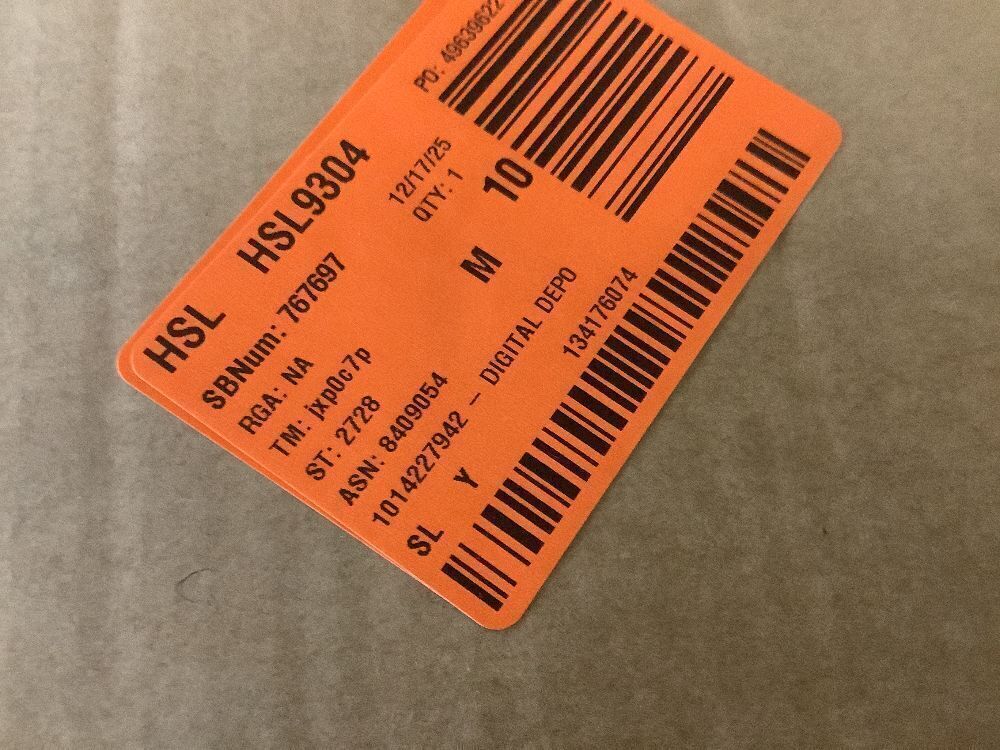 HSL HSL9304
SBNum: 767697
RGA: NA
TM: jxp0c7p
ST: 2728
ASN: 8409054
1014227942 – DIGITAL DEPO
SL Y
134176074
12/17/25
QTY: 1
M 10
PO: 49639622